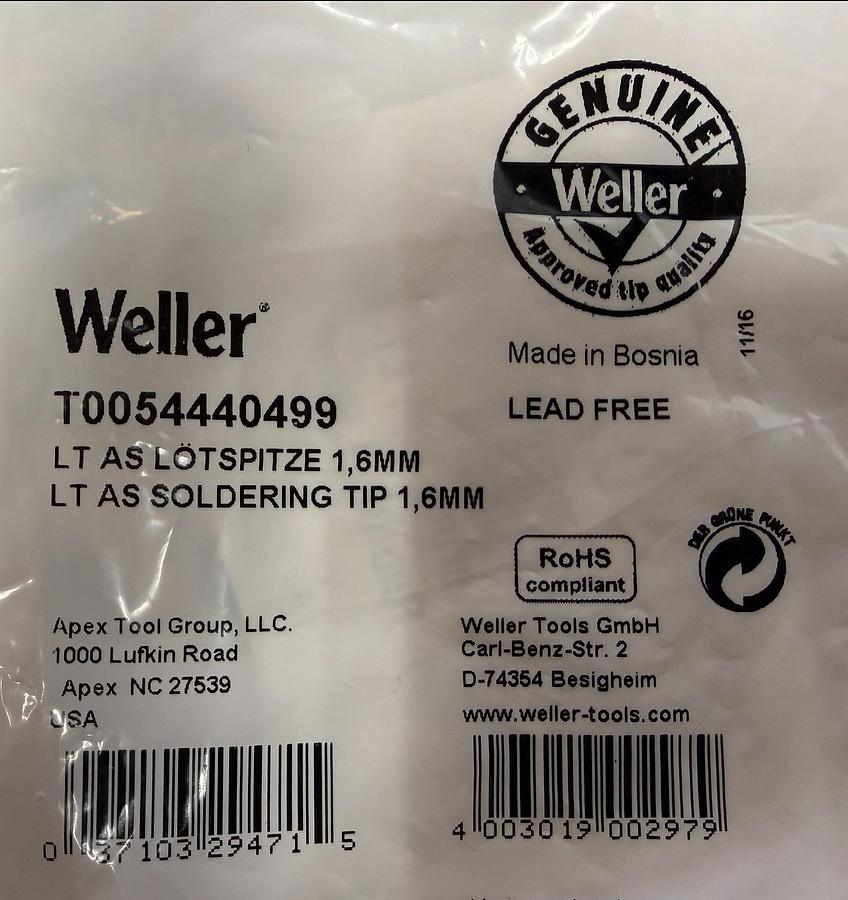 GENUINE
Weller
Approved tip quality
Weller®
11/16
Made in Bosnia
T0054440499
LEAD FREE
LT AS LÖTSPITZE 1,6MM
LT AS SOLDERING TIP 1,6MM
DER GRÜNE PUNKT
RoHS
compliant
Apex Tool Group, LLC.
1000 Lufkin Road
Apex NC 27539
USA
Weller Tools GmbH
Carl-Benz-Str. 2
D-74354 Besigheim
www.weller-tools.com
0 37103 29471 5
4 003019 002979